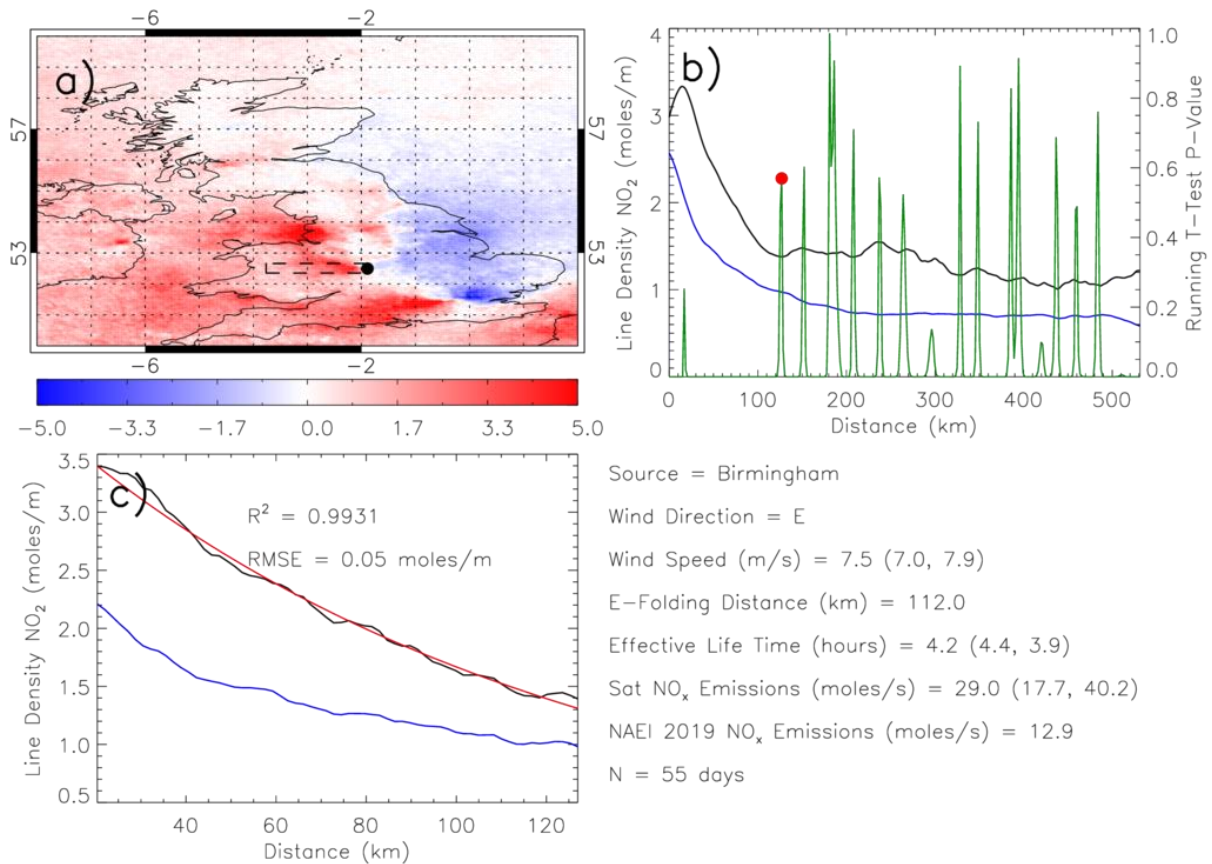 −6 −2
a)
57 57
53 53
−6 −2
−5.0 −3.3 −1.7 0.0 1.7 3.3 5.0
b)
Line Density NO₂ (moles/m)
4
3
2
1
0
1.0
0.8
0.6
0.4
0.2
0.0
Running T−Test P−Value
0 100 200 300 400 500
Distance (km)
c)
R² = 0.9931
RMSE = 0.05 moles/m
Line Density NO₂ (moles/m)
3.5
3.0
2.5
2.0
1.5
1.0
0.5
40 60 80 100 120
Distance (km)
Source = Birmingham
Wind Direction = E
Wind Speed (m/s) = 7.5 (7.0, 7.9)
E−Folding Distance (km) = 112.0
Effective Life Time (hours) = 4.2 (4.4, 3.9)
Sat NOₓ Emissions (moles/s) = 29.0 (17.7, 40.2)
NAEI 2019 NOₓ Emissions (moles/s) = 12.9
N = 55 days